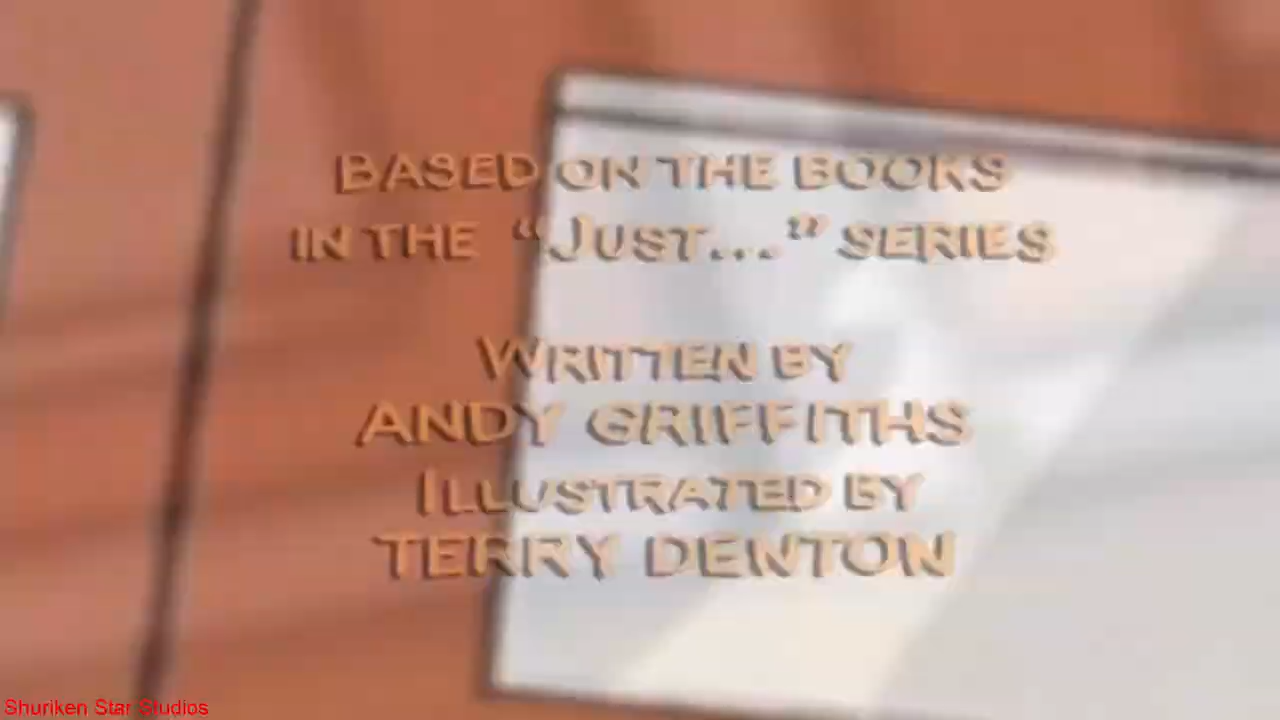 BASED ON THE BOOKS
IN THE "JUST..." SERIES
WRITTEN BY
ANDY GRIFFITHS
ILLUSTRATED BY
TERRY DENTON
Shuriken Star Studios